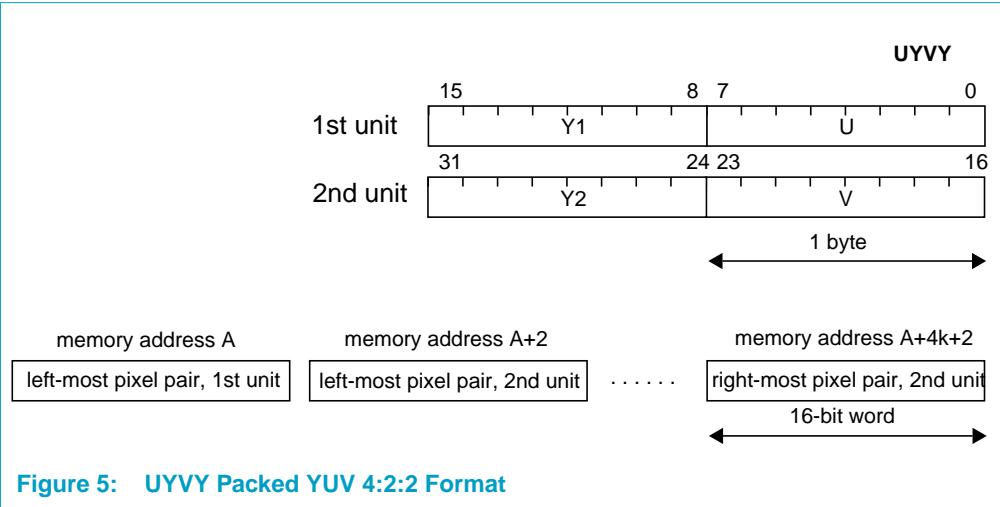 UYVY
15 8 7 0
1st unit Y1 U
31 24 23 16
2nd unit Y2 V
1 byte
memory address A memory address A+2 memory address A+4k+2
left-most pixel pair, 1st unit left-most pixel pair, 2nd unit . . . . . . right-most pixel pair, 2nd unit
16-bit word
Figure 5: UYVY Packed YUV 4:2:2 Format